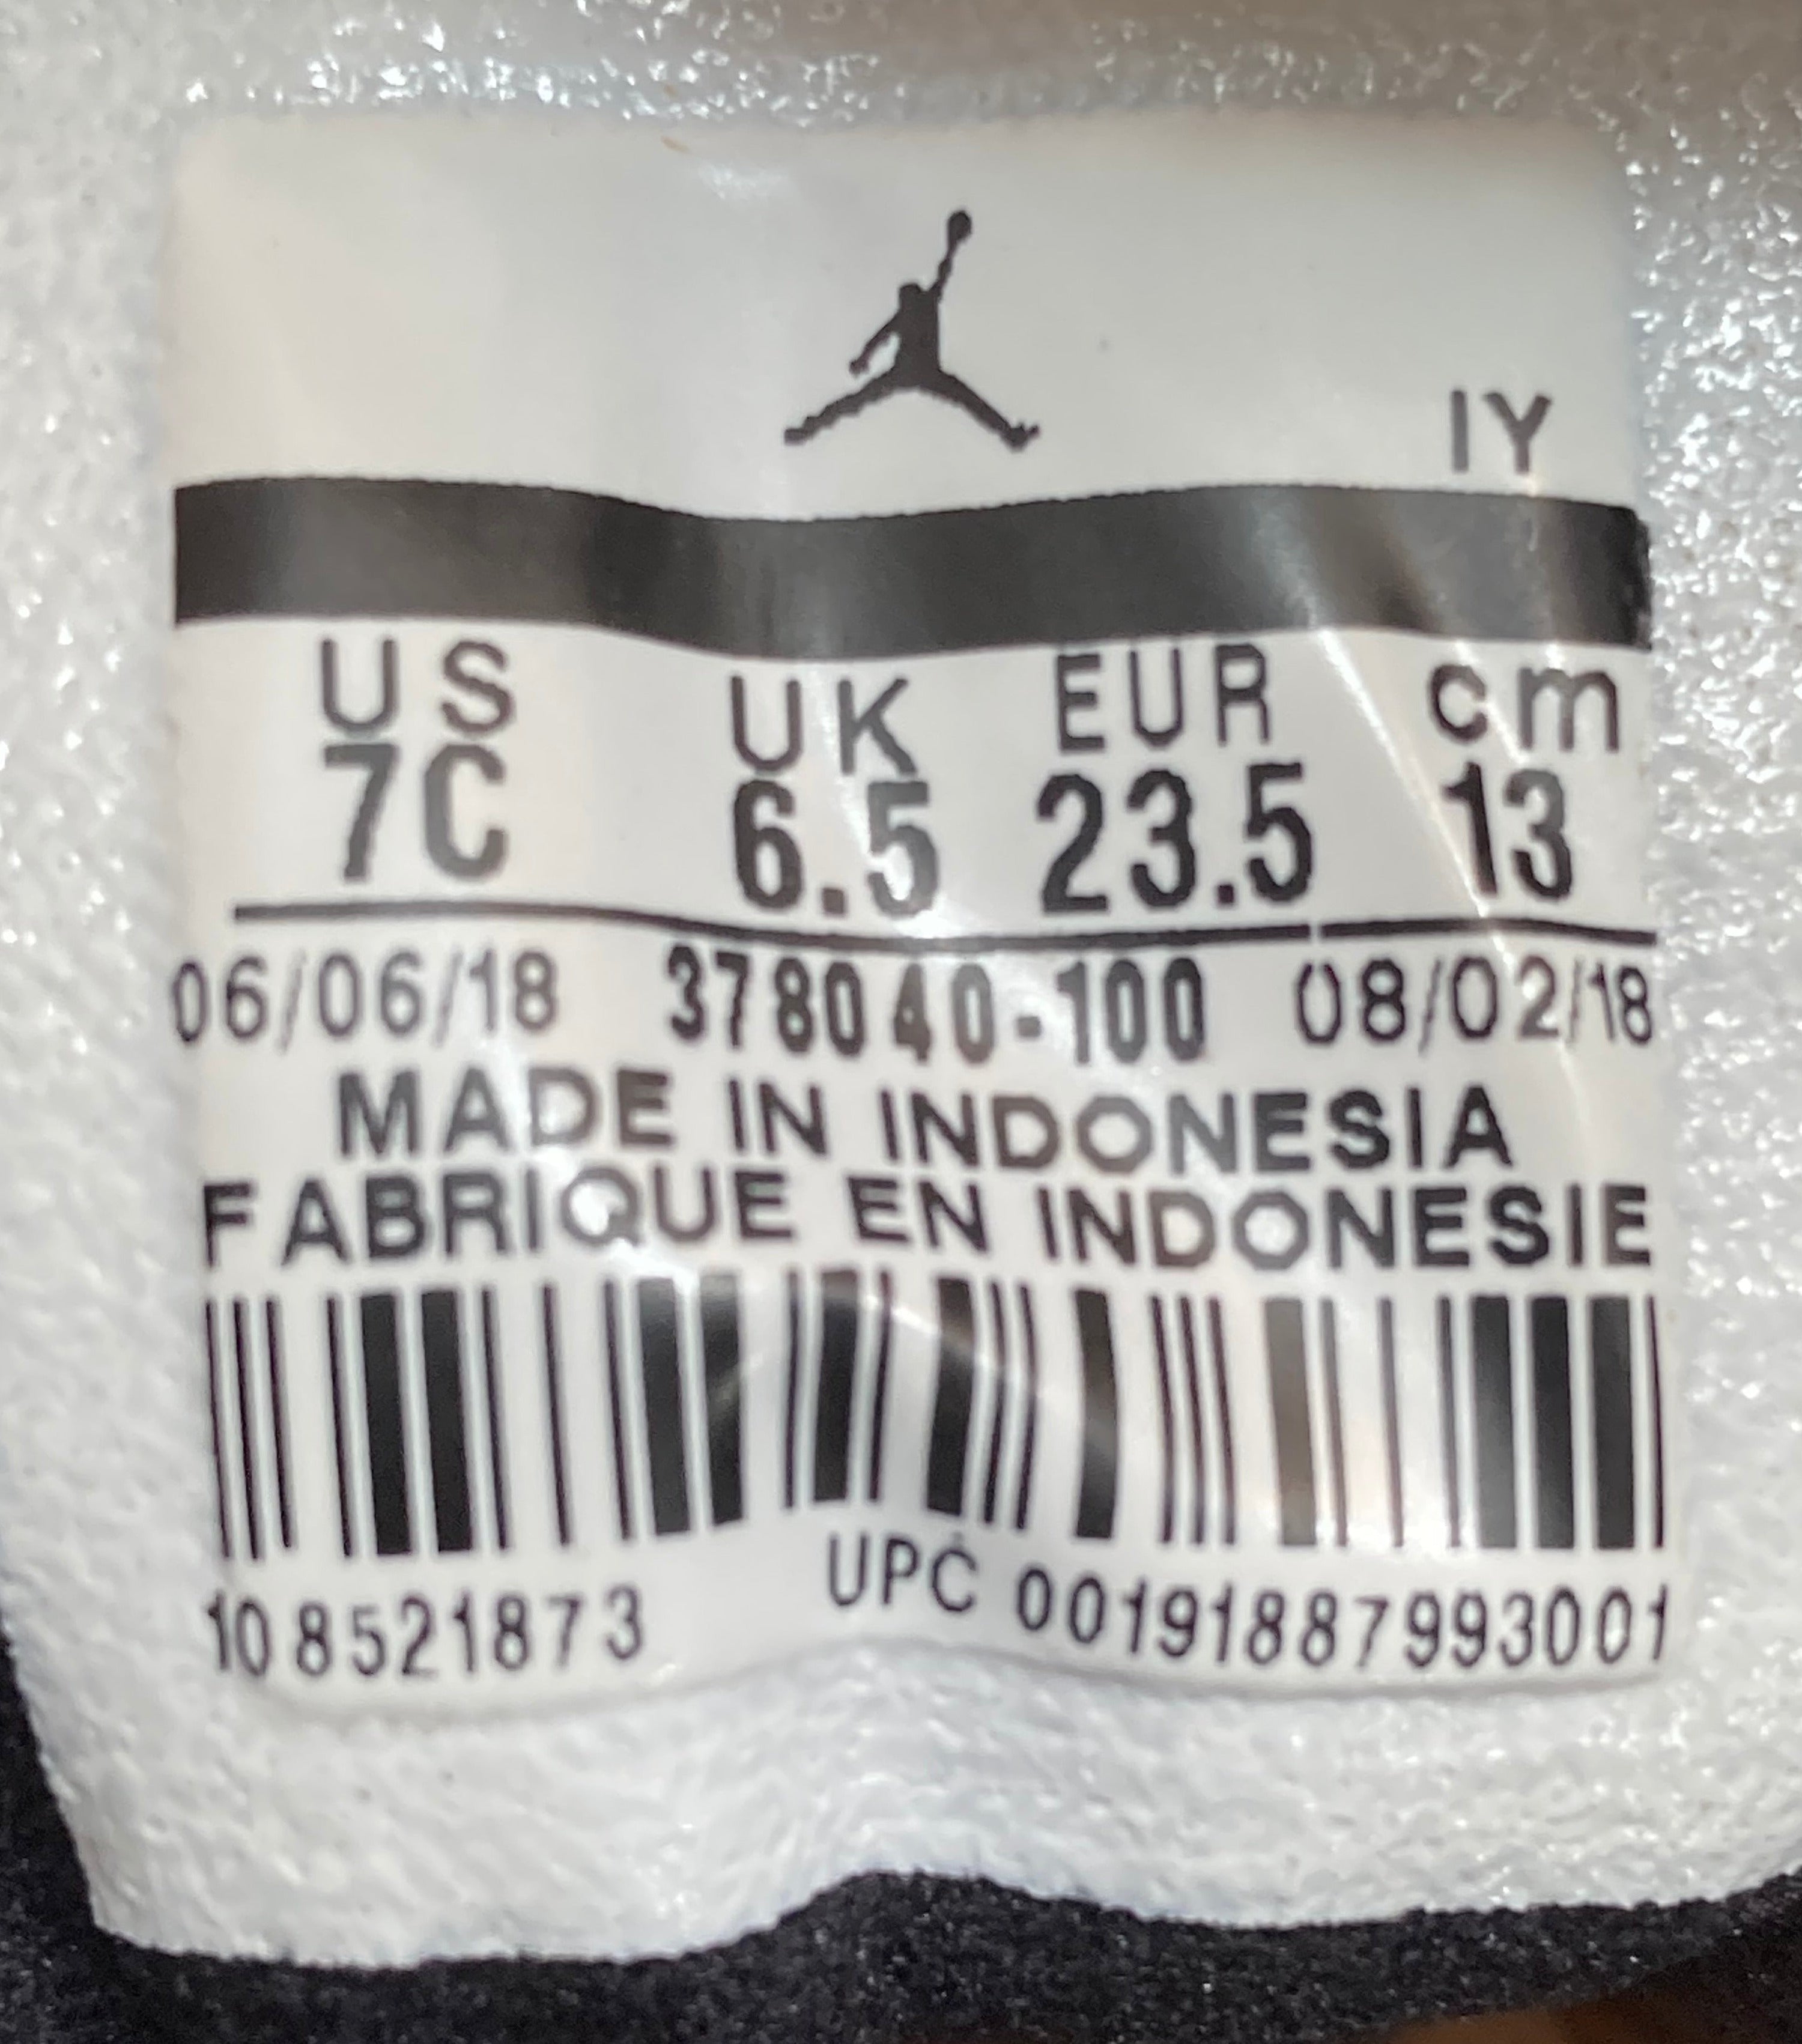 IY
US UK EUR cm
7C 6.5 23.5 13
06/06/18 378040-100 08/02/18
MADE IN INDONESIA
FABRIQUE EN INDONESIE
108521873 UPC 00191887993001